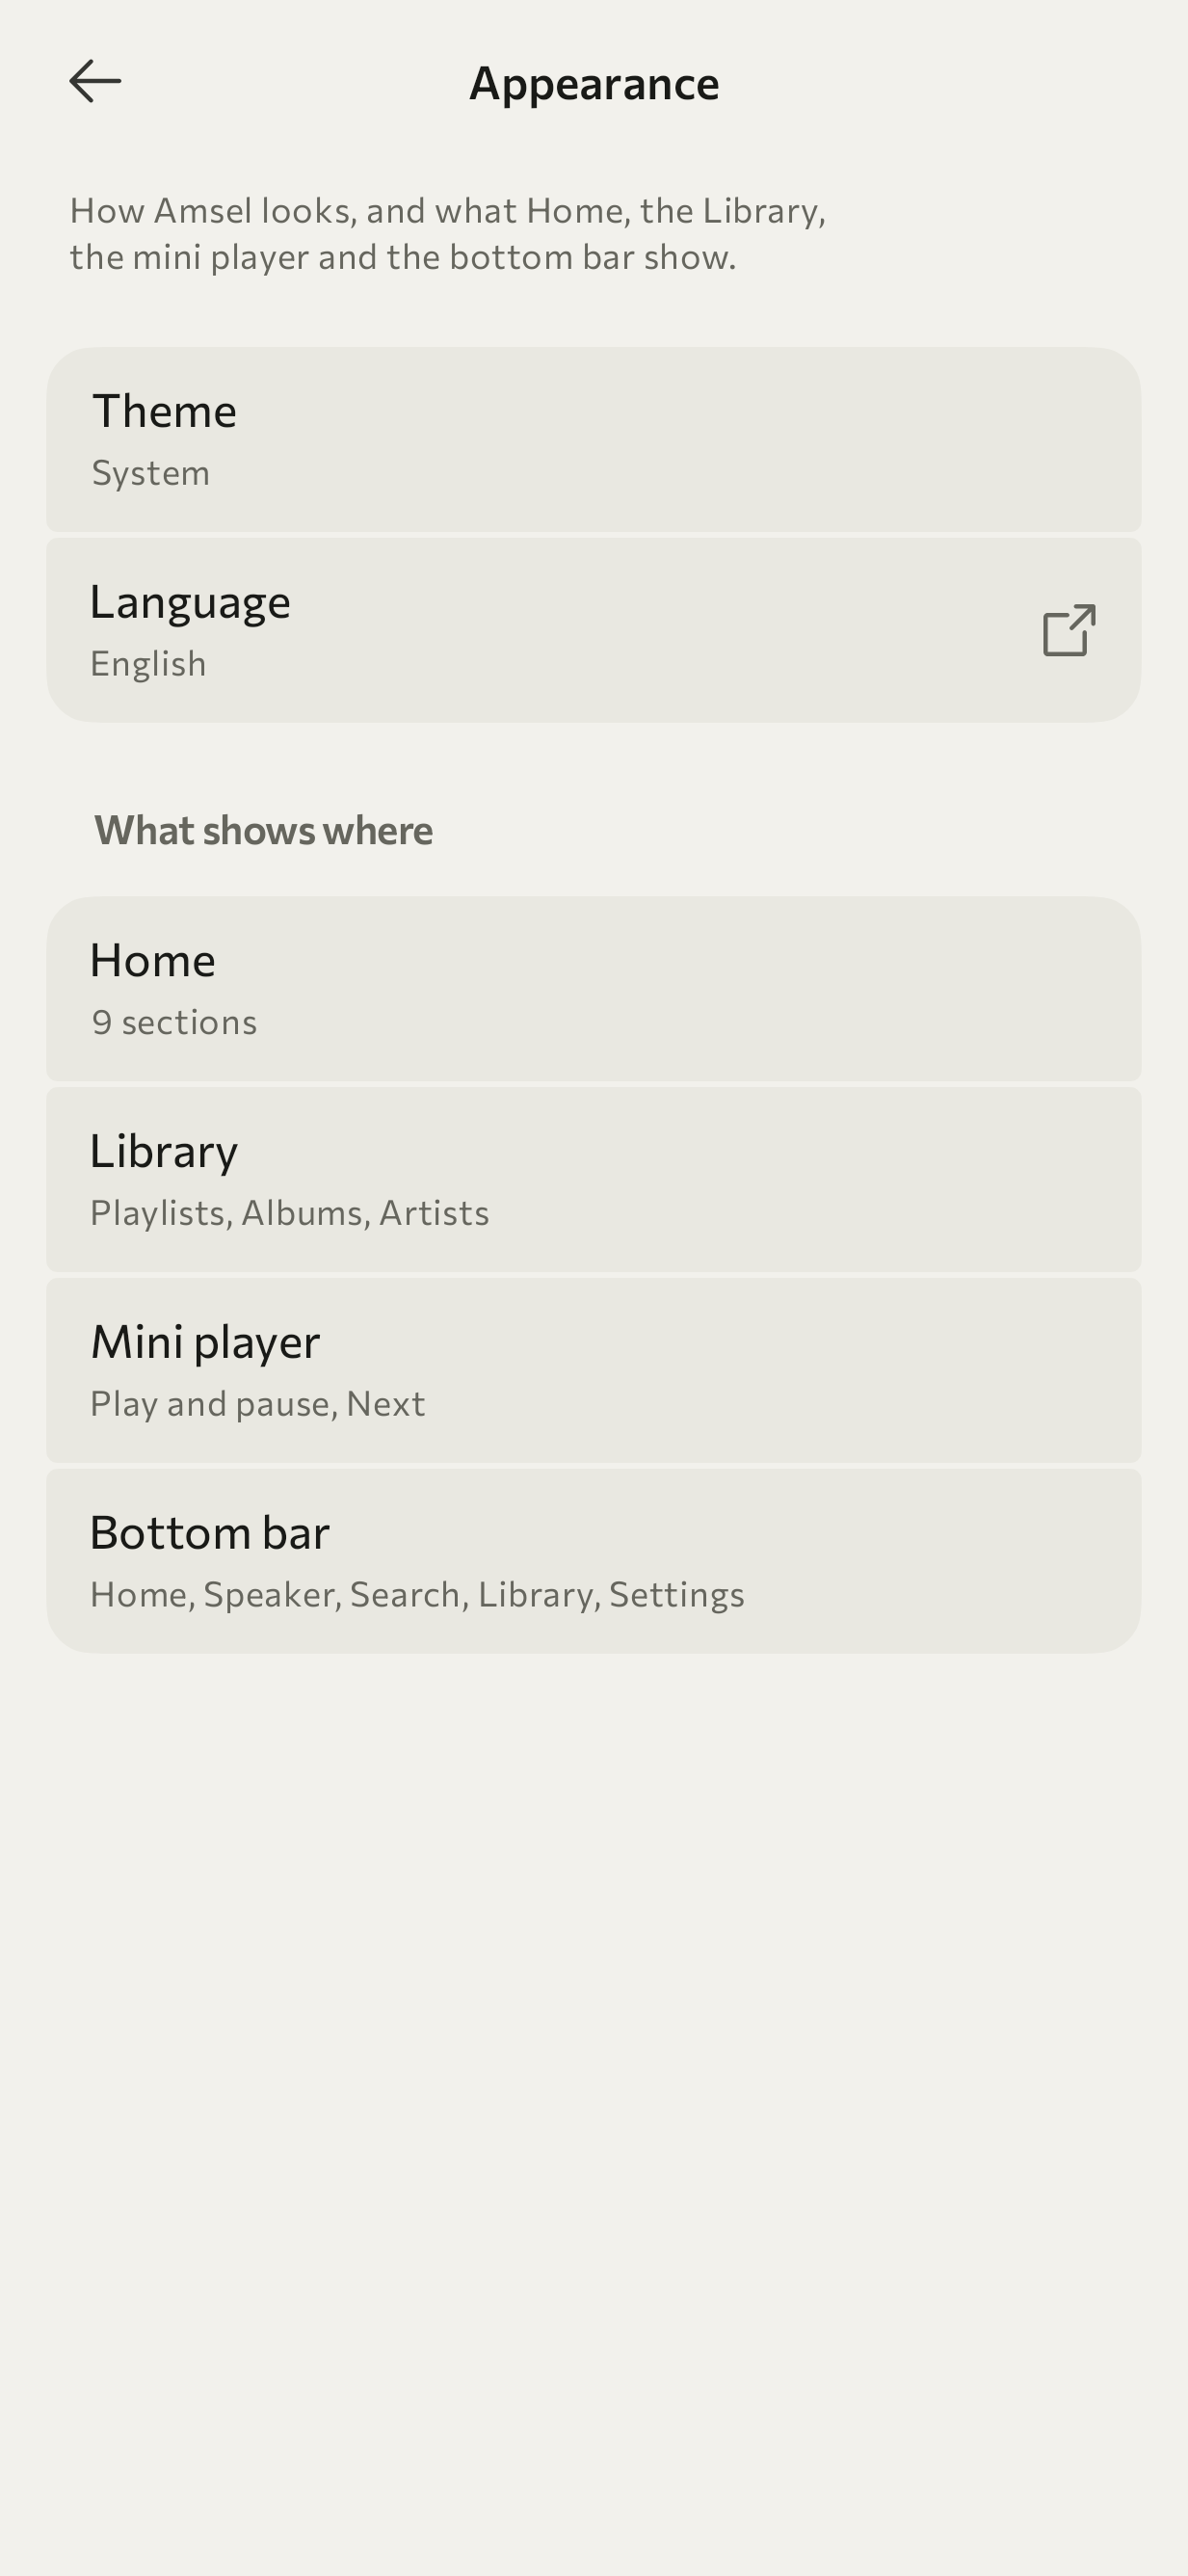 Appearance
How Amsel looks, and what Home, the Library,
the mini player and the bottom bar show.
Theme
System
Language
English
What shows where
Home
9 sections
Library
Playlists, Albums, Artists
Mini player
Play and pause, Next
Bottom bar
Home, Speaker, Search, Library, Settings